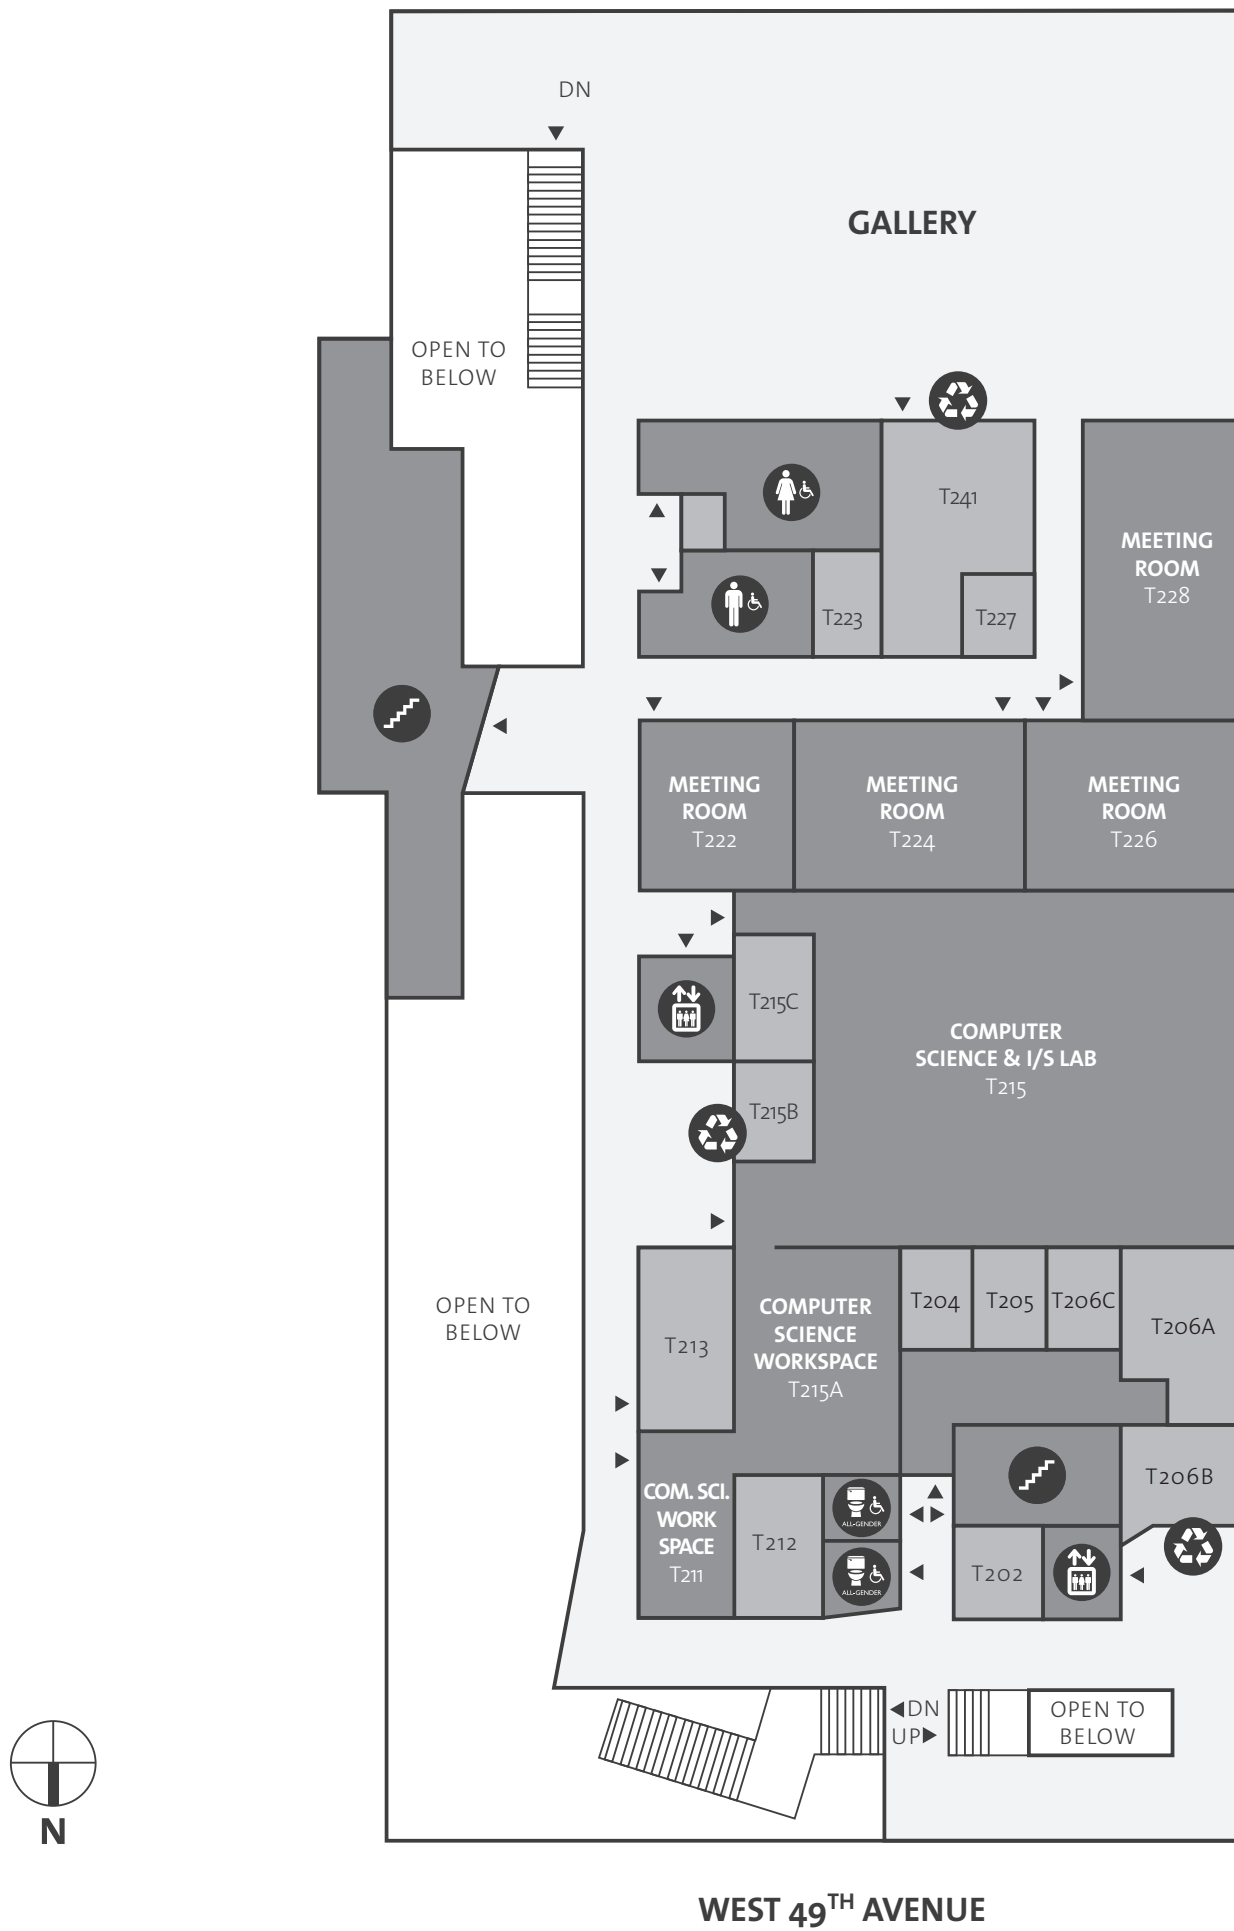 DN
GALLERY
OPEN TO
BELOW
T241
MEETING
ROOM
T228
T223
T227
MEETING
ROOM
T222
MEETING
ROOM
T224
MEETING
ROOM
T226
T215C
COMPUTER
SCIENCE & I/S LAB
T215
T215B
OPEN TO
BELOW
T213
COMPUTER
SCIENCE
WORKSPACE
T215A
T204
T205
T206C
T206A
COM. SCI.
WORK
SPACE
T211
T212
ALL-GENDER
ALL-GENDER
T206B
T202
DN
UP
OPEN TO
BELOW
N
WEST 49TH AVENUE